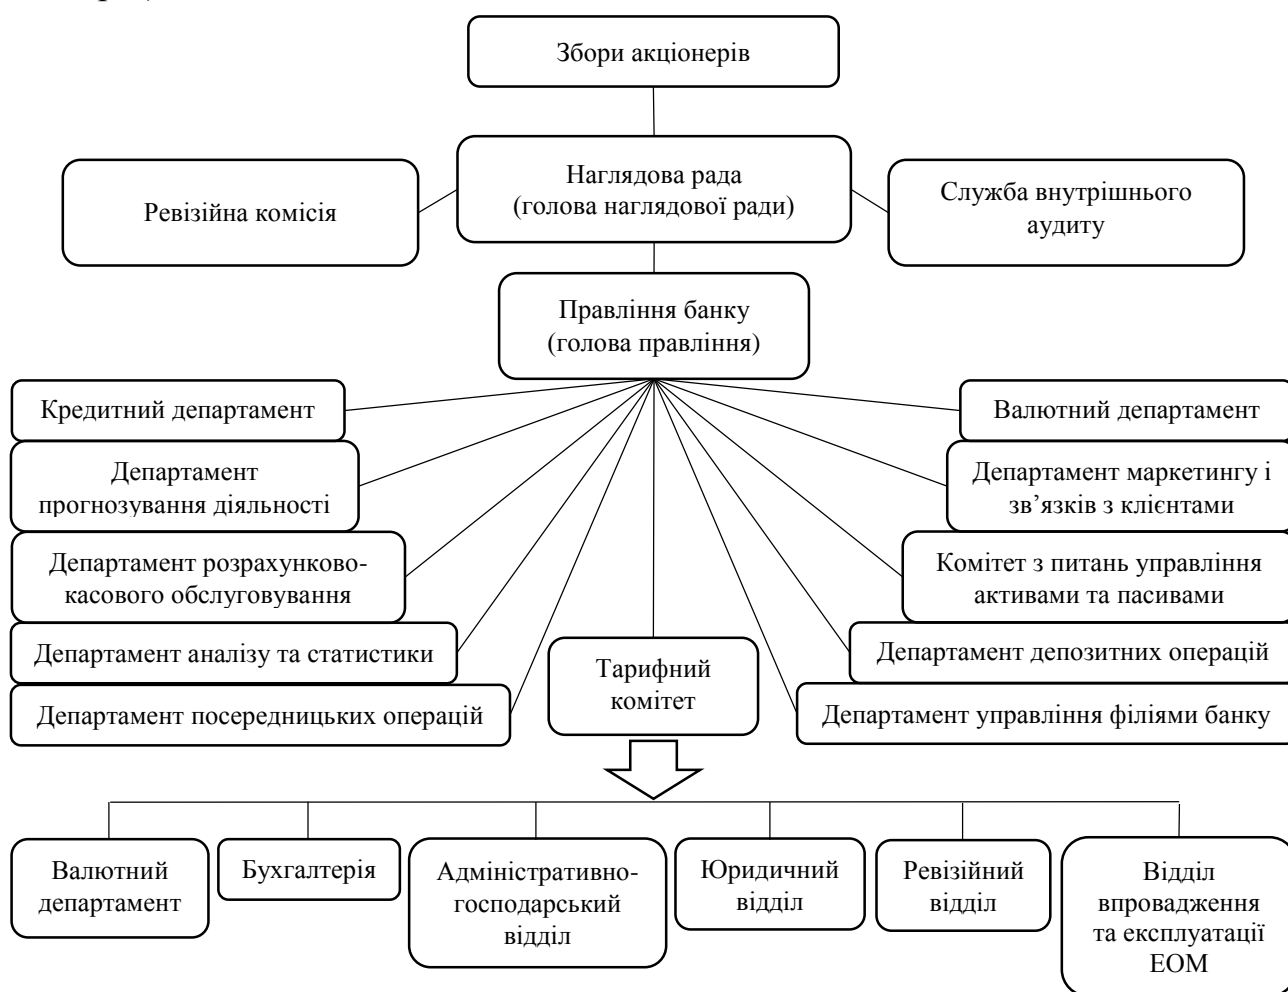 Збори акціонерів
Наглядова рада
(голова наглядової ради)
Ревізійна комісія
Служба внутрішнього
аудиту
Правління банку
(голова правління)
Кредитний департамент
Валютний департамент
Департамент
прогнозування діяльності
Департамент маркетингу і
зв’язків з клієнтами
Департамент розрахунково-
касового обслуговування
Комітет з питань управління
активами та пасивами
Департамент аналізу та статистики
Департамент депозитних операцій
Тарифний
комітет
Департамент посередницьких операцій
Департамент управління філіями банку
Валютний
департамент
Бухгалтерія
Адміністративно-
господарський
відділ
Юридичний
відділ
Ревізійний
відділ
Відділ
впровадження
та експлуатації
ЕОМ